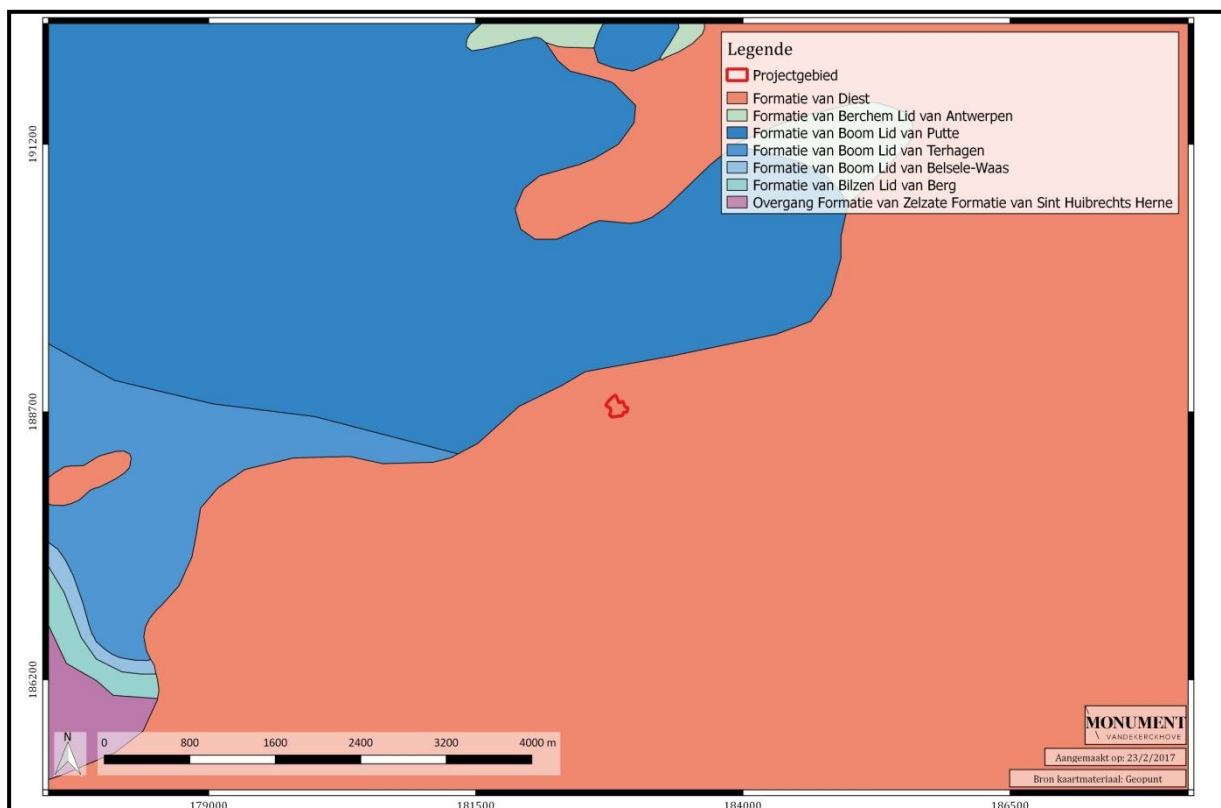 Legende
Projectgebied
Formatie van Diest
Formatie van Berchem Lid van Antwerpen
Formatie van Boom Lid van Putte
Formatie van Boom Lid van Terhagen
Formatie van Boom Lid van Belsele-Waas
Formatie van Bilzen Lid van Berg
Overgang Formatie van Zelzate Formatie van Sint Huibrechts Herne
191200
188700
186200
N
0 800 1600 2400 3200 4000 m
MONUMENT
VANDEKERCKHOVE
Aangemaakt op: 23/2/2017
Bron kaartmateriaal: Geopunt
179000 181500 184000 186500